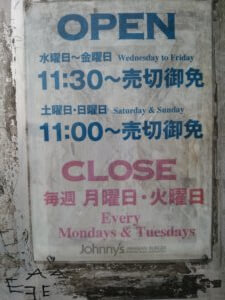 OPEN
水曜日～金曜日 Wednesday to Friday
11:30～売切御免
土曜日・日曜日 Saturday & Sunday
11:00～売切御免
CLOSE
毎週 月曜日・火曜日
Every
Mondays & Tuesdays
Johnny's